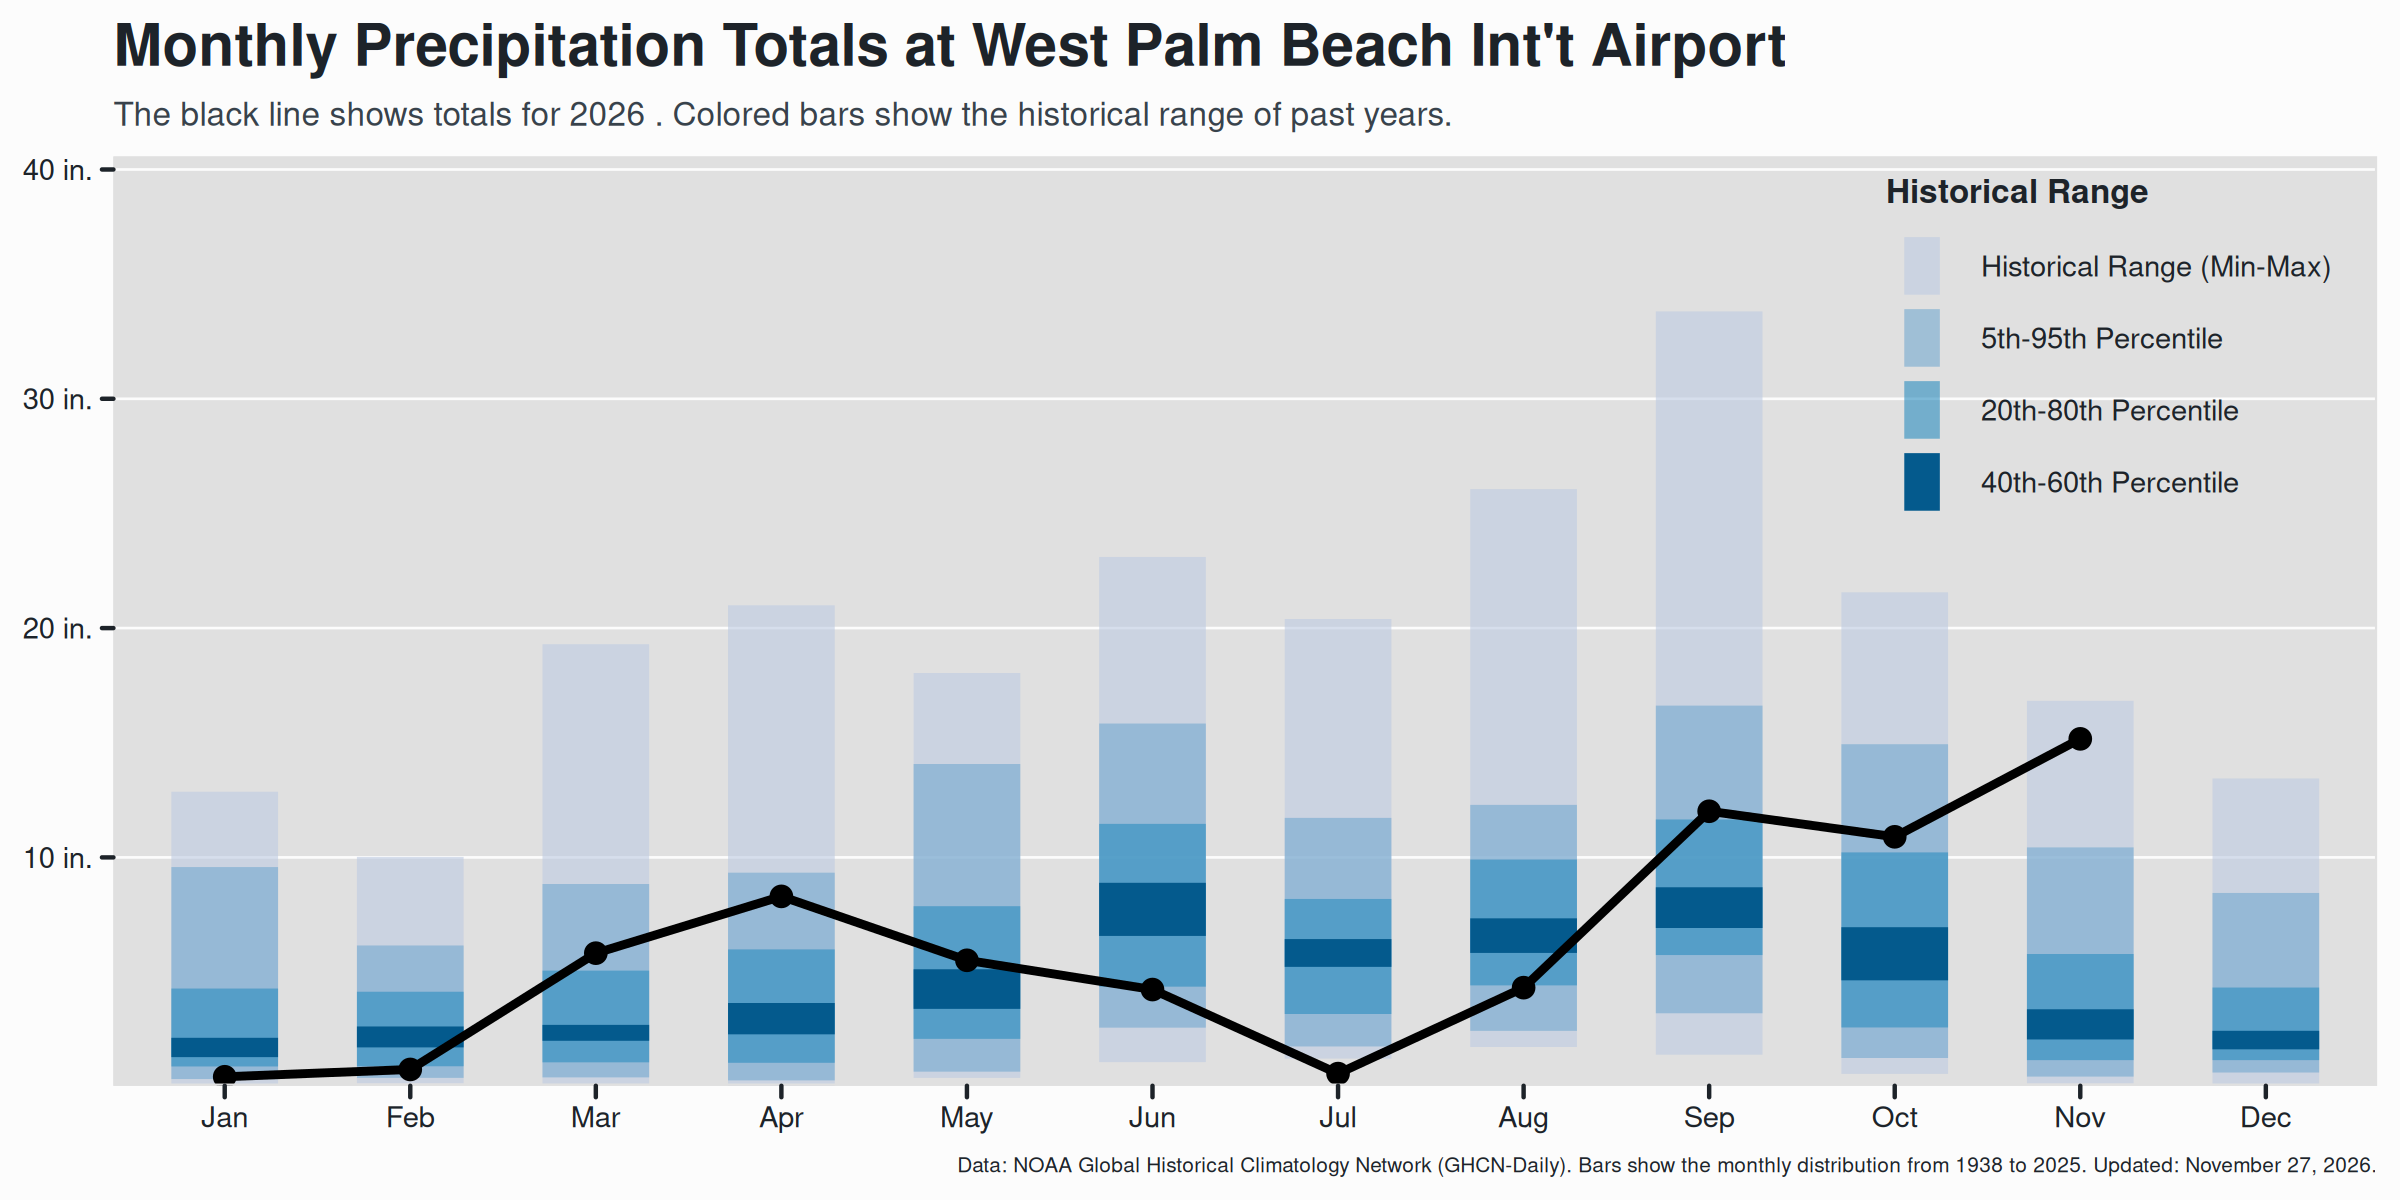 Monthly Precipitation Totals at West Palm Beach Int't Airport
The black line shows totals for 2026 . Colored bars show the historical range of past years.
40 in.
30 in.
20 in.
10 in.
Historical Range
Historical Range (Min-Max)
5th-95th Percentile
20th-80th Percentile
40th-60th Percentile
Jan Feb Mar Apr May Jun Jul Aug Sep Oct Nov Dec
Data: NOAA Global Historical Climatology Network (GHCN-Daily). Bars show the monthly distribution from 1938 to 2025. Updated: November 27, 2026.